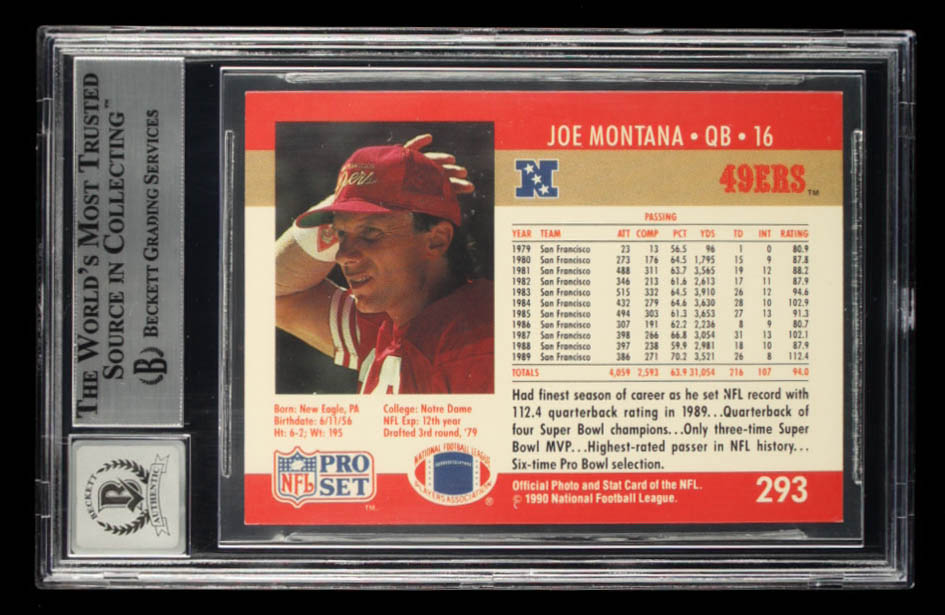 THE WORLD'S MOST TRUSTED
SOURCE IN COLLECTING™
BECKETT GRADING SERVICES
B
BECKETT
AUTHENTIC
B
JOE MONTANA • QB • 16
N
49ERS™
49ers
PASSING
YEAR TEAM ATT COMP PCT YDS TD INT RATING
1979 San Francisco 23 13 56.5 96 1 0 80.9
1980 San Francisco 273 176 64.5 1,795 15 9 87.8
1981 San Francisco 488 311 63.7 3,565 19 12 88.2
1982 San Francisco 346 213 61.6 2,613 17 11 87.9
1983 San Francisco 515 332 64.5 3,910 26 12 94.6
1984 San Francisco 432 279 64.6 3,630 28 10 102.9
1985 San Francisco 494 303 61.3 3,653 27 13 91.3
1986 San Francisco 307 191 62.2 2,236 8 9 80.7
1987 San Francisco 398 266 66.8 3,054 31 13 102.1
1988 San Francisco 397 238 59.9 2,981 18 10 87.9
1989 San Francisco 386 271 70.2 3,521 26 8 112.4
TOTALS 4,059 2,593 63.9 31,054 216 107 94.0
Had finest season of career as he set NFL record with
112.4 quarterback rating in 1989...Quarterback of
four Super Bowl champions...Only three-time Super
Bowl MVP...Highest-rated passer in NFL history...
Six-time Pro Bowl selection.
Born: New Eagle, PA
Birthdate: 6/11/56
Ht: 6-2; Wt: 195
College: Notre Dame
NFL Exp: 12th year
Drafted 3rd round, '79
NFL
PRO
SET™
NATIONAL FOOTBALL LEAGUE
PLAYERS ASSOCIATION
®
Official Photo and Stat Card of the NFL.
© 1990 National Football League.
293